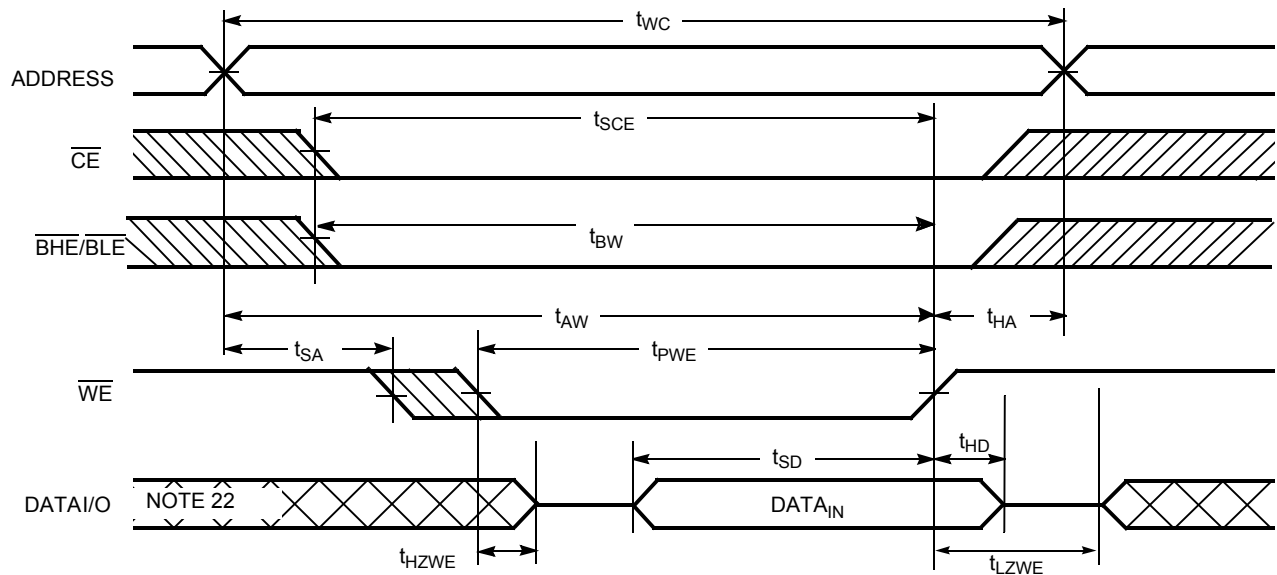 tWC
ADDRESS
tSCE
CE
BHE/BLE
tBW
tAW
tHA
tSA
tPWE
WE
tSD
tHD
DATAI/O
NOTE 22
DATAIN
tHZWE
tLZWE